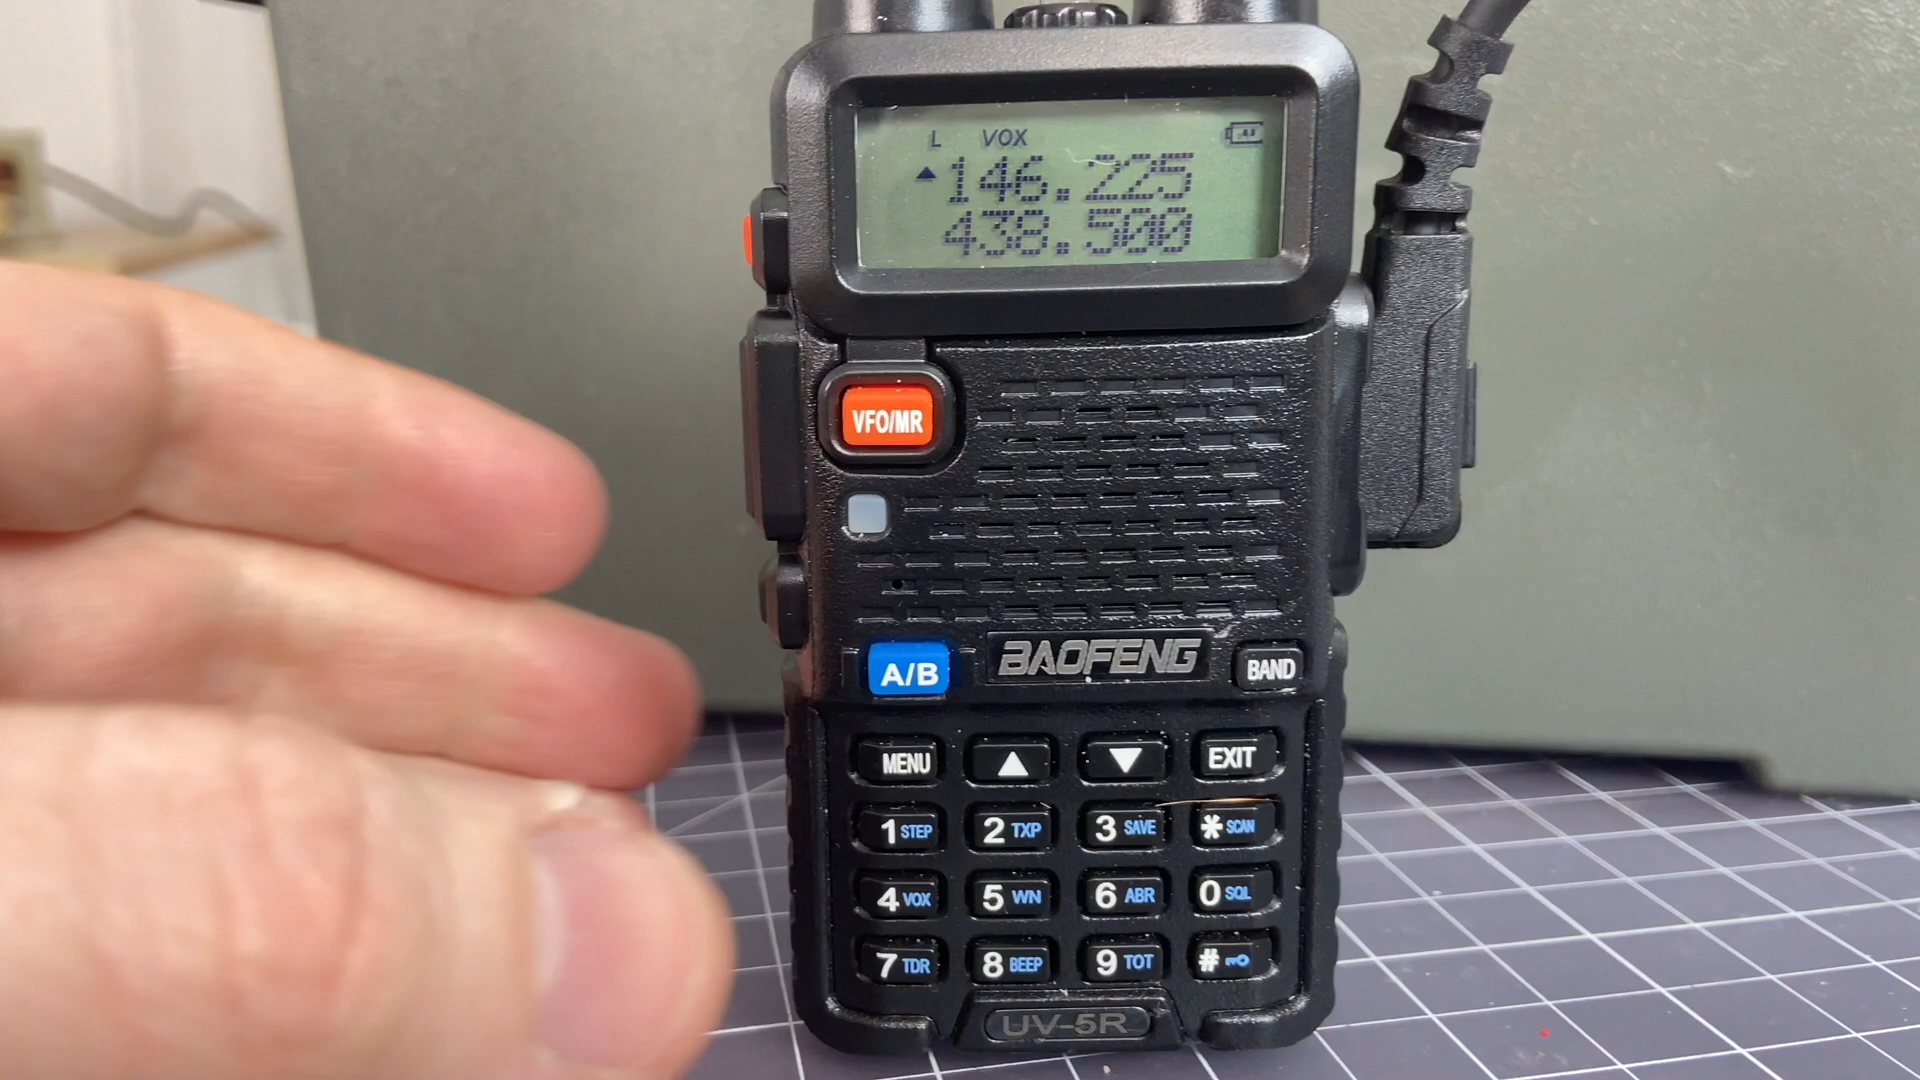 L VOX
▲146.225
438.500
VFO/MR
A/B BAOFENG BAND
MENU ▲ ▼ EXIT
1 STEP 2 TXP 3 SAVE * SCAN
4 VOX 5 WN 6 ABR 0 SQL
7 TDR 8 BEEP 9 TOT #
UV-5R